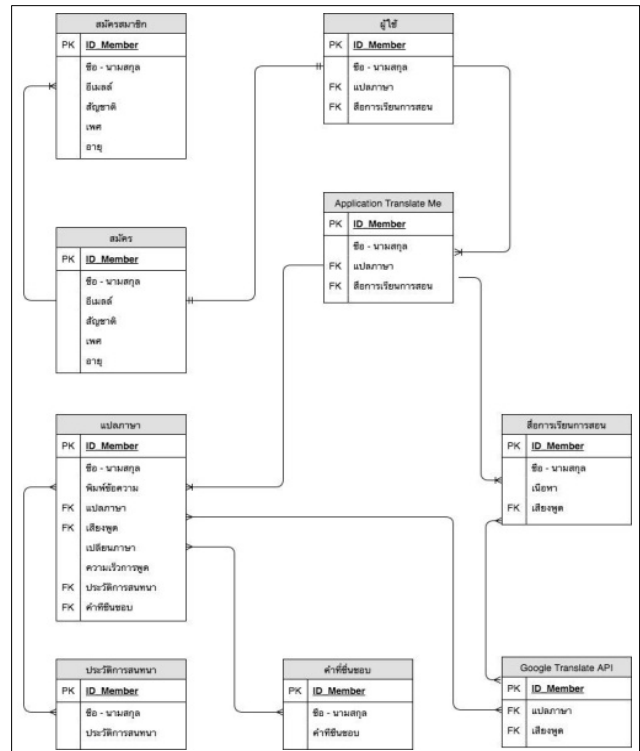 สมัครสมาชิก
PK ID_Member
ชื่อ - นามสกุล
อีเมลล์
สัญชาติ
เพศ
อายุ
ผู้ใช้
PK ID_Member
ชื่อ - นามสกุล
FK แปลภาษา
FK สื่อการเรียนการสอน
Application Translate Me
PK ID_Member
ชื่อ - นามสกุล
FK แปลภาษา
FK สื่อการเรียนการสอน
สมัคร
PK ID_Member
ชื่อ - นามสกุล
อีเมลล์
สัญชาติ
เพศ
อายุ
แปลภาษา
PK ID_Member
ชื่อ - นามสกุล
พิมพ์ข้อความ
FK แปลภาษา
FK เสียงพูด
เปลี่ยนภาษา
ความเร็วการพูด
FK ประวัติการสนทนา
FK คำที่ชื่นชอบ
สื่อการเรียนการสอน
PK ID_Member
ชื่อ - นามสกุล
เนื้อหา
FK เสียงพูด
ประวัติการสนทนา
PK ID_Member
ชื่อ - นามสกุล
ประวัติการสนทนา
คำที่ชื่นชอบ
PK ID_Member
ชื่อ - นามสกุล
คำที่ชื่นชอบ
Google Translate API
PK ID_Member
FK แปลภาษา
FK เสียงพูด